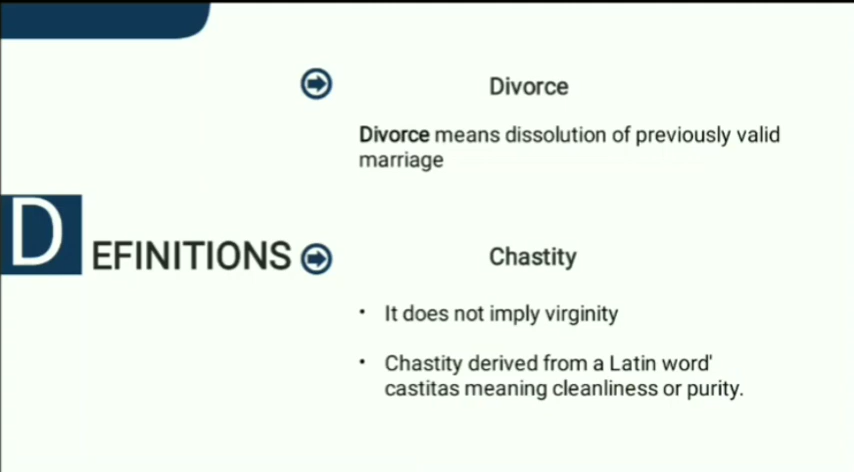 Divorce
Divorce means dissolution of previously valid
marriage
DEFINITIONS
Chastity
• It does not imply virginity
• Chastity derived from a Latin word'
castitas meaning cleanliness or purity.